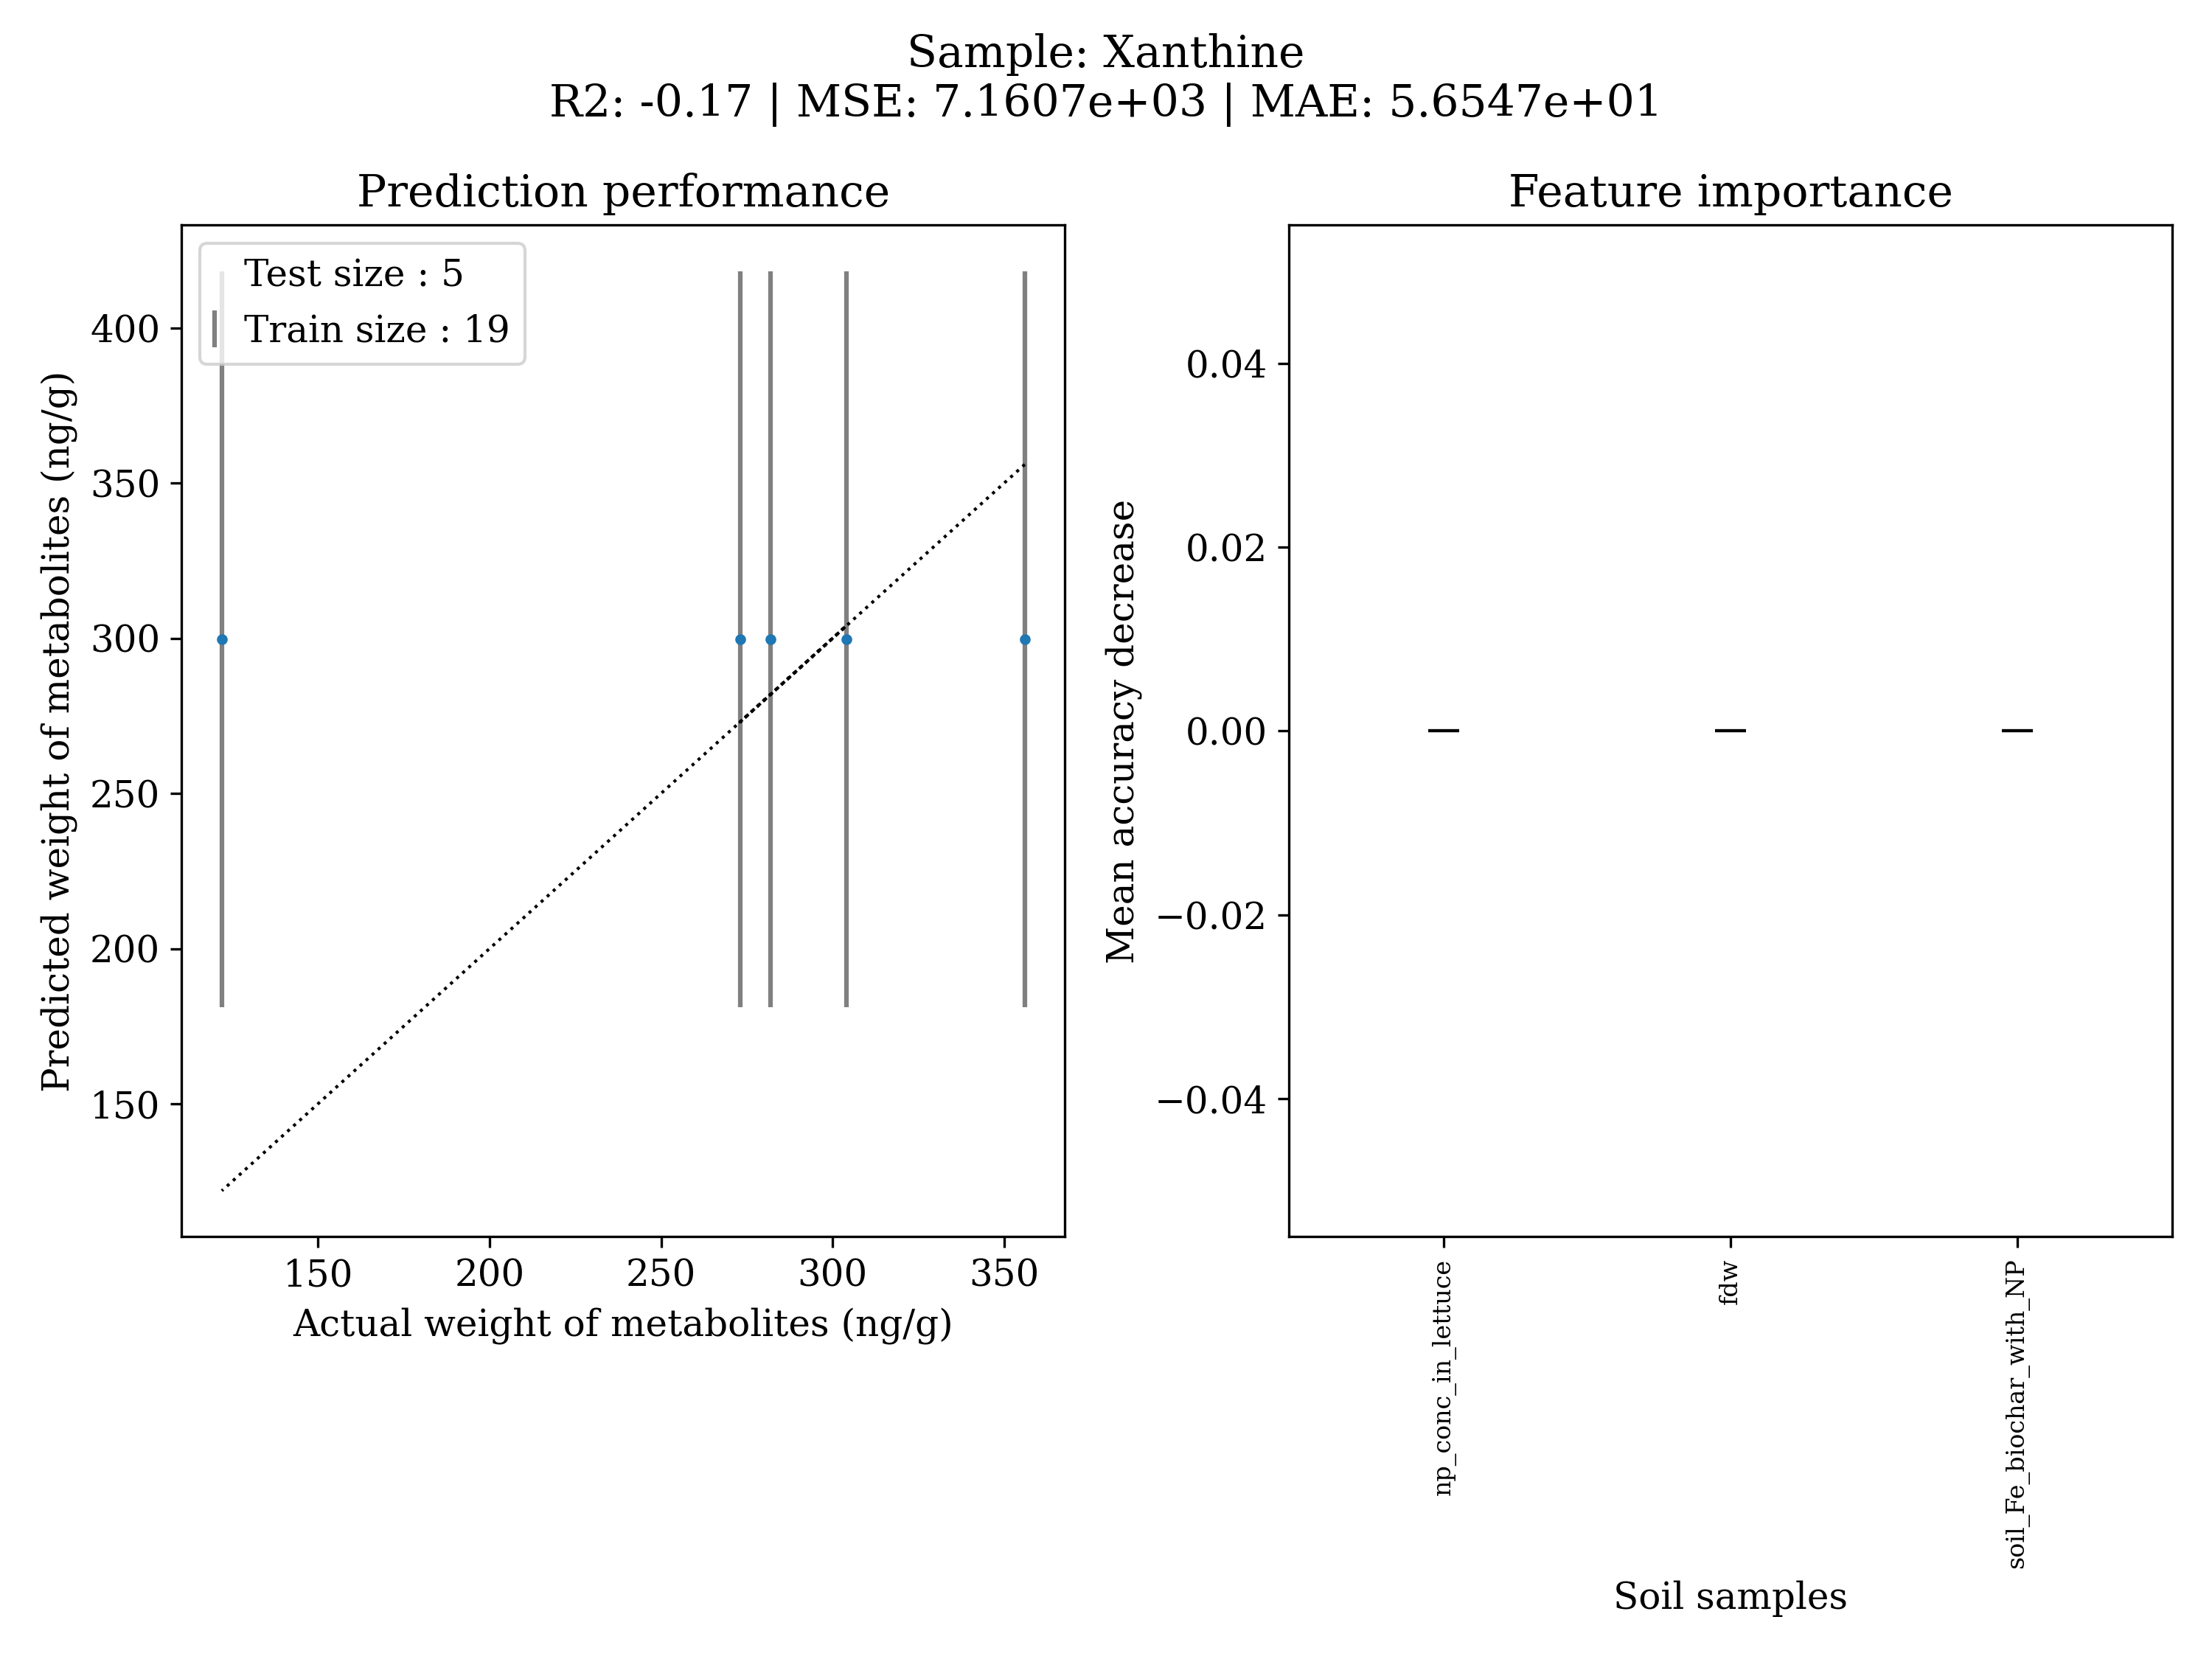 Sample: Xanthine
R2: -0.17 | MSE: 7.1607e+03 | MAE: 5.6547e+01
Prediction performance
Test size : 5
Train size : 19
400
350
300
250
200
150
Predicted weight of metabolites (ng/g)
150 200 250 300 350
Actual weight of metabolites (ng/g)
Feature importance
0.04
0.02
0.00
−0.02
−0.04
Mean accuracy decrease
np_conc_in_lettuce
fdw
soil_Fe_biochar_with_NP
Soil samples